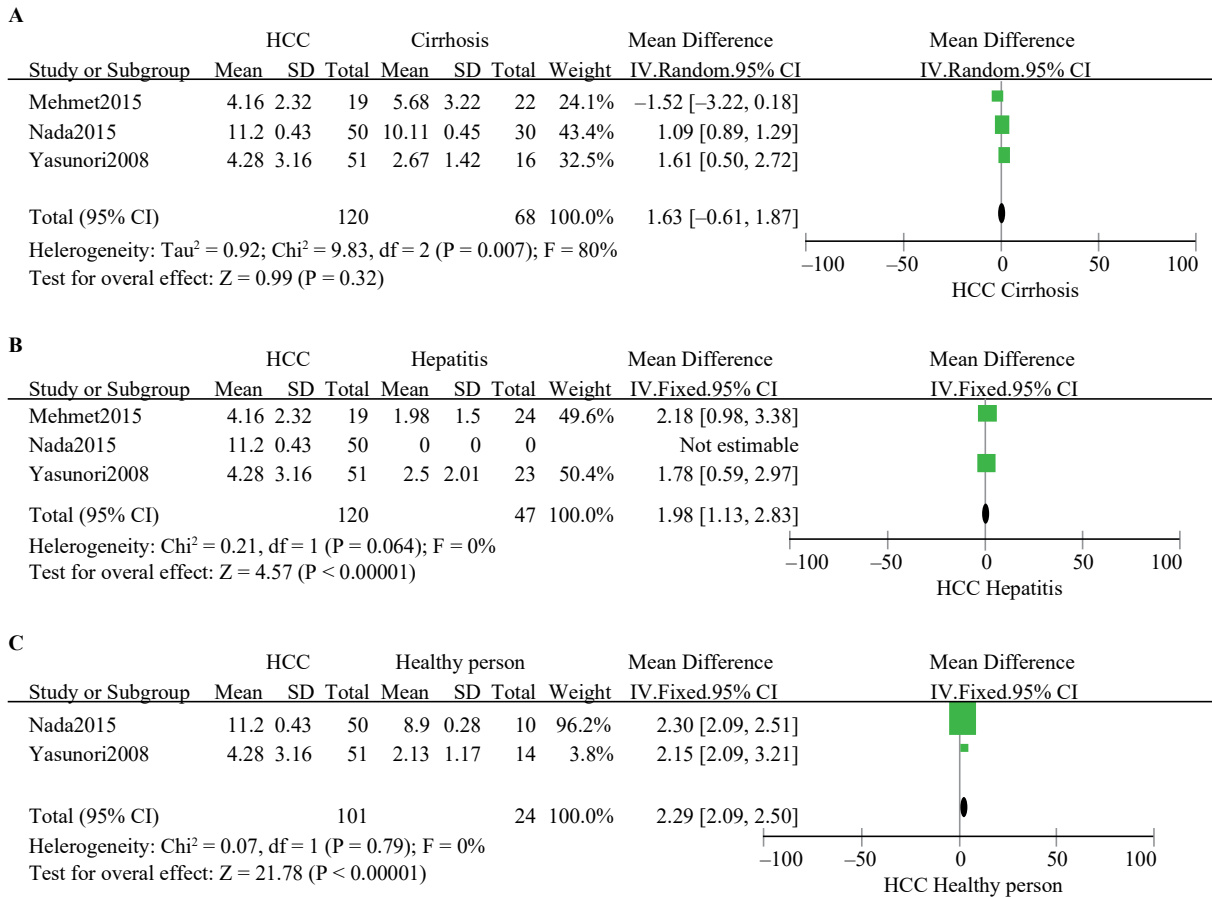 A
HCC Cirrhosis Mean Difference Mean Difference
Study or Subgroup Mean SD Total Mean SD Total Weight IV.Random.95% CI IV.Random.95% CI
Mehmet2015 4.16 2.32 19 5.68 3.22 22 24.1% −1.52 [−3.22, 0.18]
Nada2015 11.2 0.43 50 10.11 0.45 30 43.4% 1.09 [0.89, 1.29]
Yasunori2008 4.28 3.16 51 2.67 1.42 16 32.5% 1.61 [0.50, 2.72]
Total (95% CI) 120 68 100.0% 1.63 [−0.61, 1.87]
Helerogeneity: Tau² = 0.92; Chi² = 9.83, df = 2 (P = 0.007); F = 80%
Test for overal effect: Z = 0.99 (P = 0.32)
−100 −50 0 50 100
HCC Cirrhosis
B
HCC Hepatitis Mean Difference Mean Difference
Study or Subgroup Mean SD Total Mean SD Total Weight IV.Fixed.95% CI IV.Fixed.95% CI
Mehmet2015 4.16 2.32 19 1.98 1.5 24 49.6% 2.18 [0.98, 3.38]
Nada2015 11.2 0.43 50 0 0 0 Not estimable
Yasunori2008 4.28 3.16 51 2.5 2.01 23 50.4% 1.78 [0.59, 2.97]
Total (95% CI) 120 47 100.0% 1.98 [1.13, 2.83]
Helerogeneity: Chi² = 0.21, df = 1 (P = 0.064); F = 0%
Test for overal effect: Z = 4.57 (P < 0.00001)
−100 −50 0 50 100
HCC Hepatitis
C
HCC Healthy person Mean Difference Mean Difference
Study or Subgroup Mean SD Total Mean SD Total Weight IV.Fixed.95% CI IV.Fixed.95% CI
Nada2015 11.2 0.43 50 8.9 0.28 10 96.2% 2.30 [2.09, 2.51]
Yasunori2008 4.28 3.16 51 2.13 1.17 14 3.8% 2.15 [2.09, 3.21]
Total (95% CI) 101 24 100.0% 2.29 [2.09, 2.50]
Helerogeneity: Chi² = 0.07, df = 1 (P = 0.79); F = 0%
Test for overal effect: Z = 21.78 (P < 0.00001)
−100 −50 0 50 100
HCC Healthy person